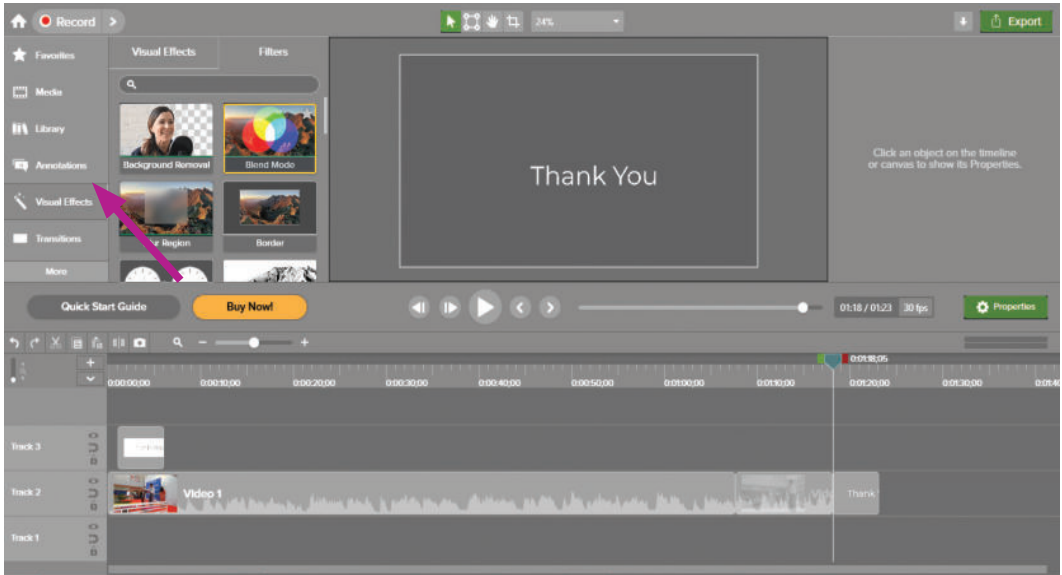 Record
24%
Export
Favorites
Media
Library
Annotations
Visual Effects
Transitions
More
Visual Effects
Filters
Background Removal
Blend Mode
Region
Border
Thank You
Click an object on the timeline
or canvas to show its Properties.
Quick Start Guide
Buy Now!
01:18 / 01:23
30 fps
Properties
0:01:18;05
0:00:00;00
0:00:10;00
0:00:20;00
0:00:30;00
0:00:40;00
0:00:50;00
0:01:00;00
0:01:10;00
0:01:20;00
0:01:30;00
0:01:4
Track 3
Track 2
Video 1
Thank
Track 1